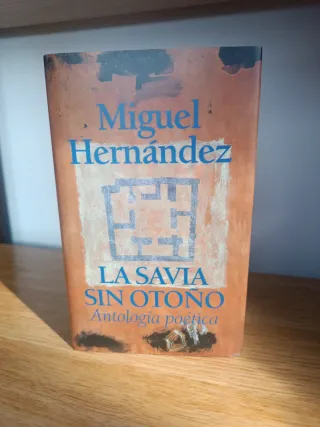 Miguel
Hernández
LA SAVIA
SIN OTOÑO
Antología poética